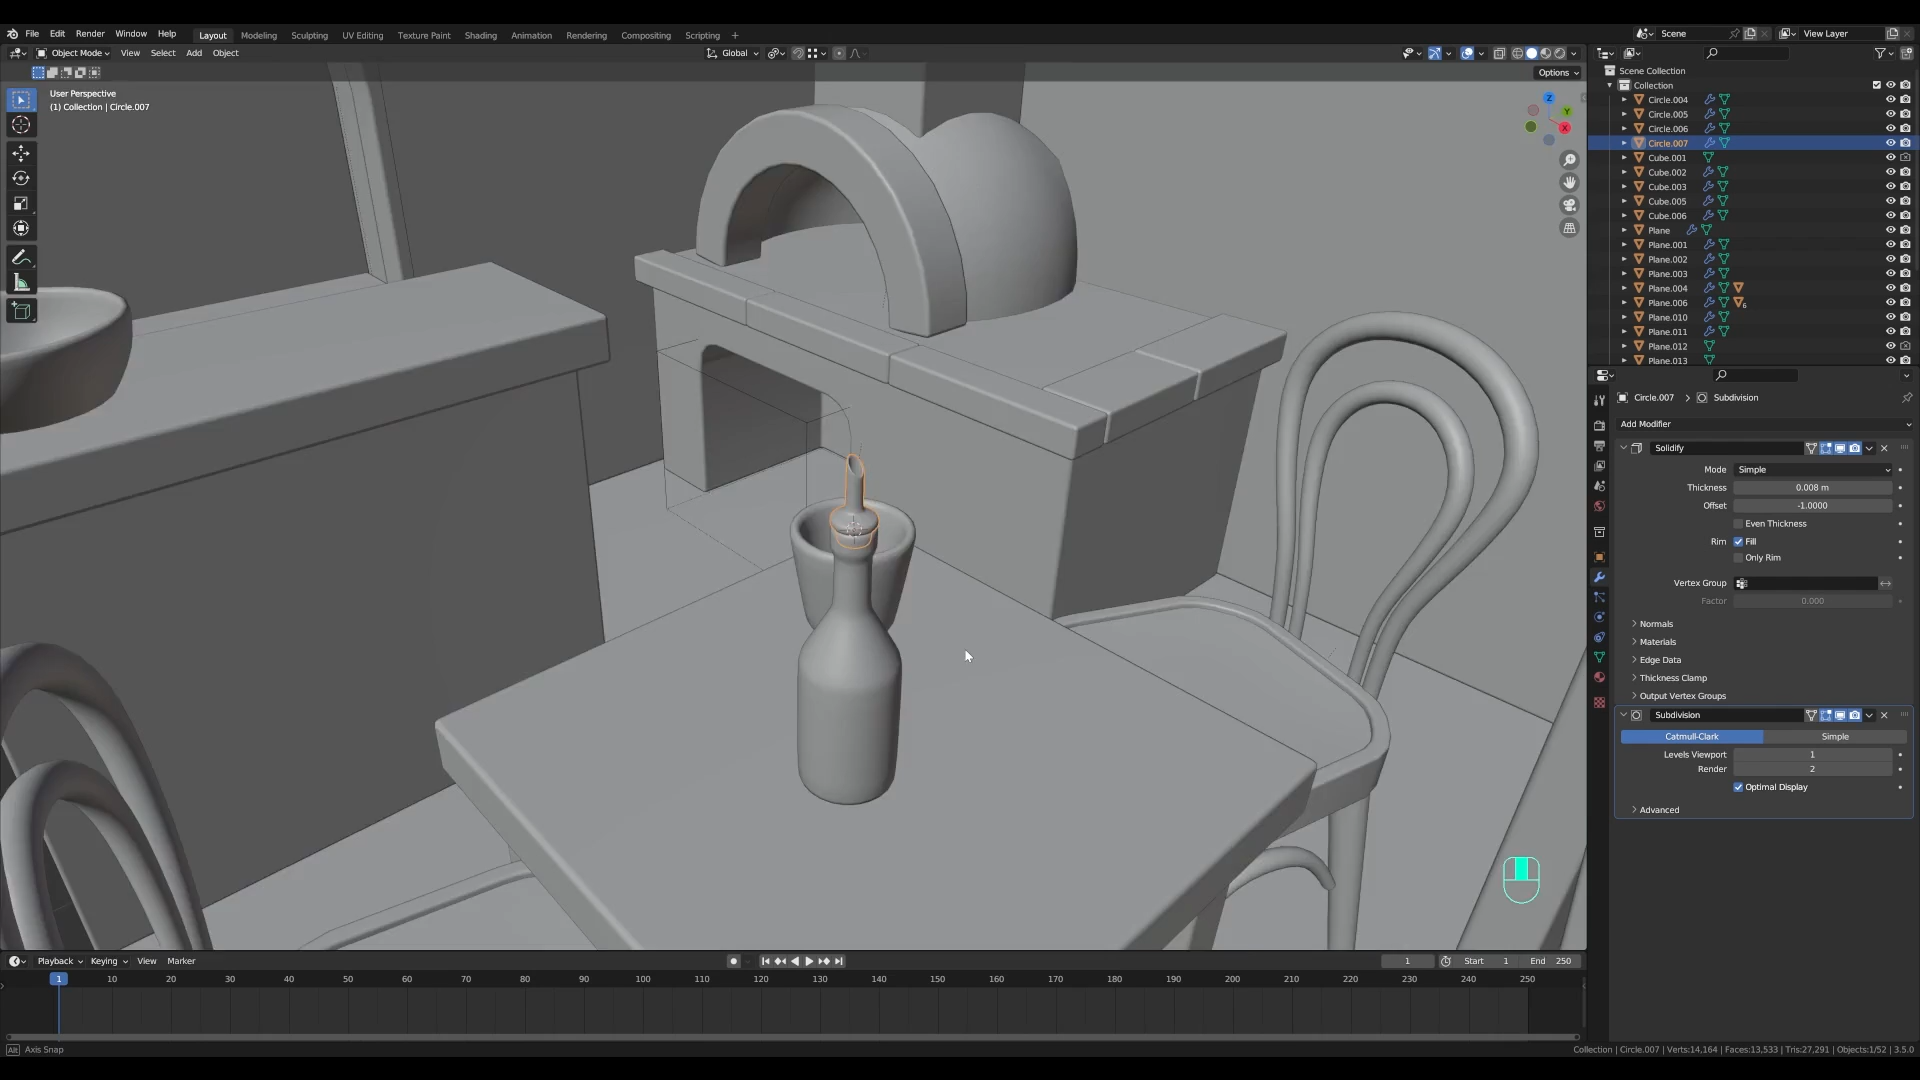 File Edit Render Window Help Layout Modeling Sculpting UV Editing Texture Paint Shading Animation Rendering Compositing Scripting + Scene View Layer
Object Mode View Select Add Object Global
Options
User Perspective
(1) Collection | Circle.007
Z
Y
X
Scene Collection
Collection
Circle.004
Circle.005
Circle.006
Circle.007
Cube.001
Cube.002
Cube.003
Cube.005
Cube.006
Plane
Plane.001
Plane.002
Plane.003
Plane.004
Plane.006 6
Plane.010
Plane.011
Plane.012
Plane.013
Circle.007 > Subdivision
Add Modifier
Solidify
Mode Simple
Thickness 0.008 m
Offset -1.0000
Even Thickness
Rim Fill
Only Rim
Vertex Group
Factor 0.000
Normals
Materials
Edge Data
Thickness Clamp
Output Vertex Groups
Subdivision
Catmull-Clark Simple
Levels Viewport 1
Render 2
Optimal Display
Advanced
Playback Keying View Marker 1 Start 1 End 250
1 10 20 30 40 50 60 70 80 90 100 110 120 130 140 150 160 170 180 190 200 210 220 230 240 250
Alt Axis Snap
Collection | Circle.007 | Verts:14,164 | Faces:13,533 | Tris:27,291 | Objects:1/52 | 3.5.0